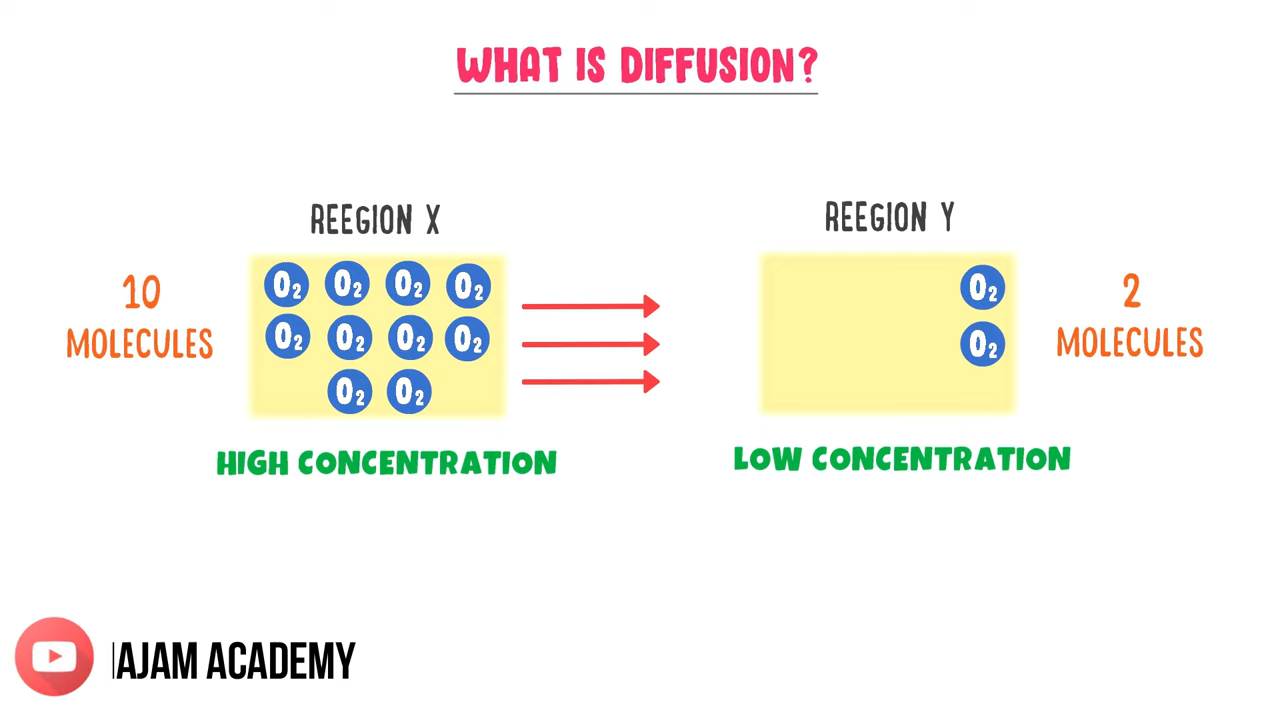 WHAT IS DIFFUSION?
REEGION X
REEGION Y
10
MOLECULES
O2 O2 O2 O2
O2 O2 O2 O2
O2 O2
O2
O2
2
MOLECULES
HIGH CONCENTRATION
LOW CONCENTRATION
AJAM ACADEMY